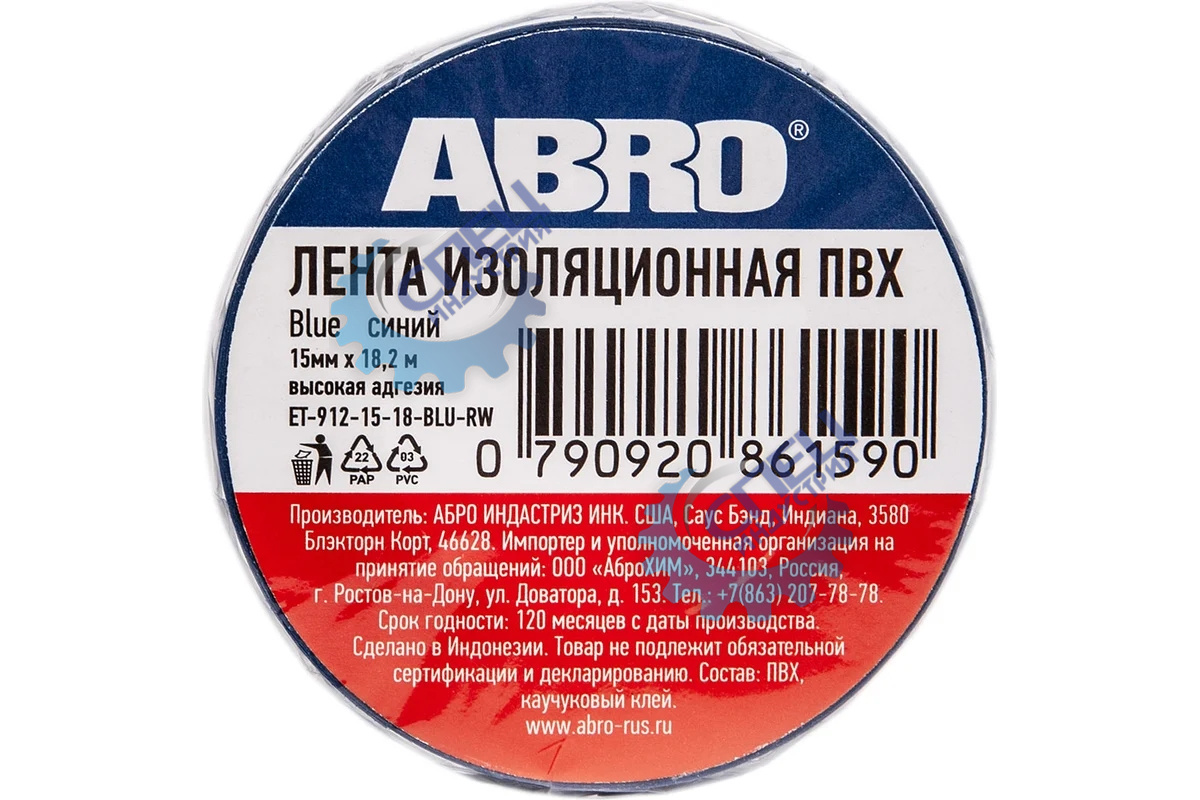 ABRO®
ЛЕНТА ИЗОЛЯЦИОННАЯ ПВХ
Blue синий
15мм x 18,2 м
высокая адгезия
ET-912-15-18-BLU-RW
22
PAP
03
PVC
0 790920 861590
Производитель: АБРО ИНДАСТРИЗ ИНК. США, Саус Бэнд, Индиана, 3580
Блэкторн Корт, 46628. Импортер и уполномоченная организация на
принятие обращений: ООО «АброХИМ», 344103, Россия,
г. Ростов-на-Дону, ул. Доватора, д. 153. Тел.: +7(863) 207-78-78.
Срок годности: 120 месяцев с даты производства.
Сделано в Индонезии. Товар не подлежит обязательной
сертификации и декларированию. Состав: ПВХ,
каучуковый клей.
www.abro-rus.ru
СПЕЦ
ИНДУСТРИЯ
СПЕЦ
ИНДУСТРИЯ